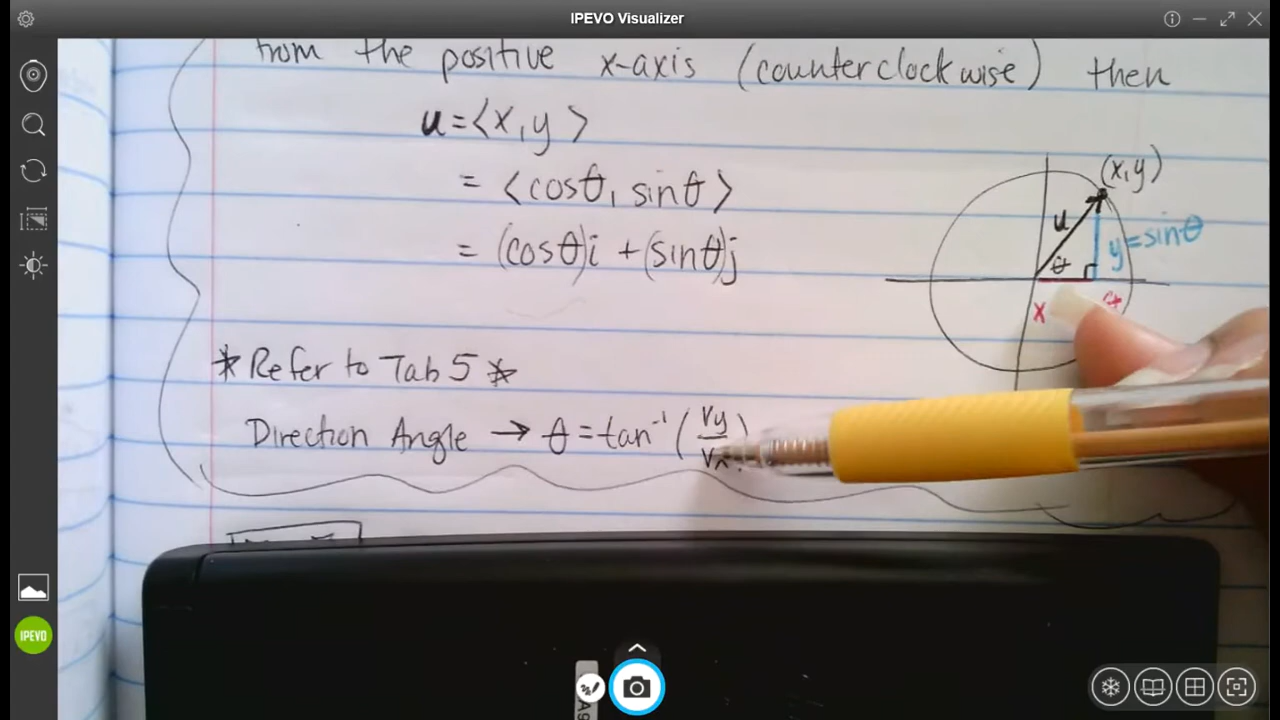 IPEVO Visualizer
from the positive x-axis (counterclockwise) then
u = <x, y>
= <cosθ, sinθ>
= (cosθ)i + (sinθ)j
(x,y)
u
y=sinθ
θ
x
*Refer to Tab 5*
Direction Angle → θ = tan⁻¹ (Vy/
IPEVO